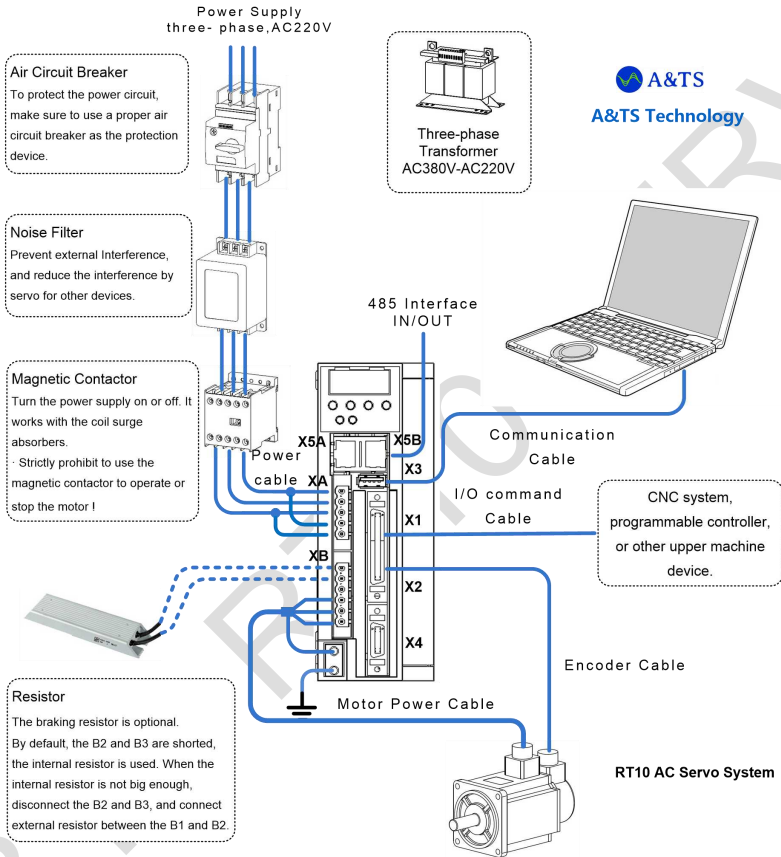 Power Supply
three- phase,AC220V
Air Circuit Breaker
To protect the power circuit,
make sure to use a proper air
circuit breaker as the protection
device.
Three-phase
Transformer
AC380V-AC220V
A&TS
A&TS Technology
Noise Filter
Prevent external Interference,
and reduce the interference by
servo for other devices.
485 Interface
IN/OUT
Magnetic Contactor
Turn the power supply on or off. It
works with the coil surge
absorbers.
· Strictly prohibit to use the
magnetic contactor to operate or
stop the motor !
Power
cable
X5A
X5B
X3
XA
X1
XB
X2
X4
Communication
Cable
I/O command
Cable
CNC system,
programmable controller,
or other upper machine
device.
Encoder Cable
Motor Power Cable
Resistor
The braking resistor is optional.
By default, the B2 and B3 are shorted,
the internal resistor is used. When the
internal resistor is not big enough,
disconnect the B2 and B3, and connect
external resistor between the B1 and B2.
RT10 AC Servo System